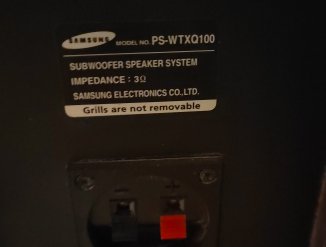 SAMSUNG MODEL NO. PS-WTXQ100
SUBWOOFER SPEAKER SYSTEM
IMPEDANCE : 3Ω
SAMSUNG ELECTRONICS CO.LTD.
Grills are not removable
− +